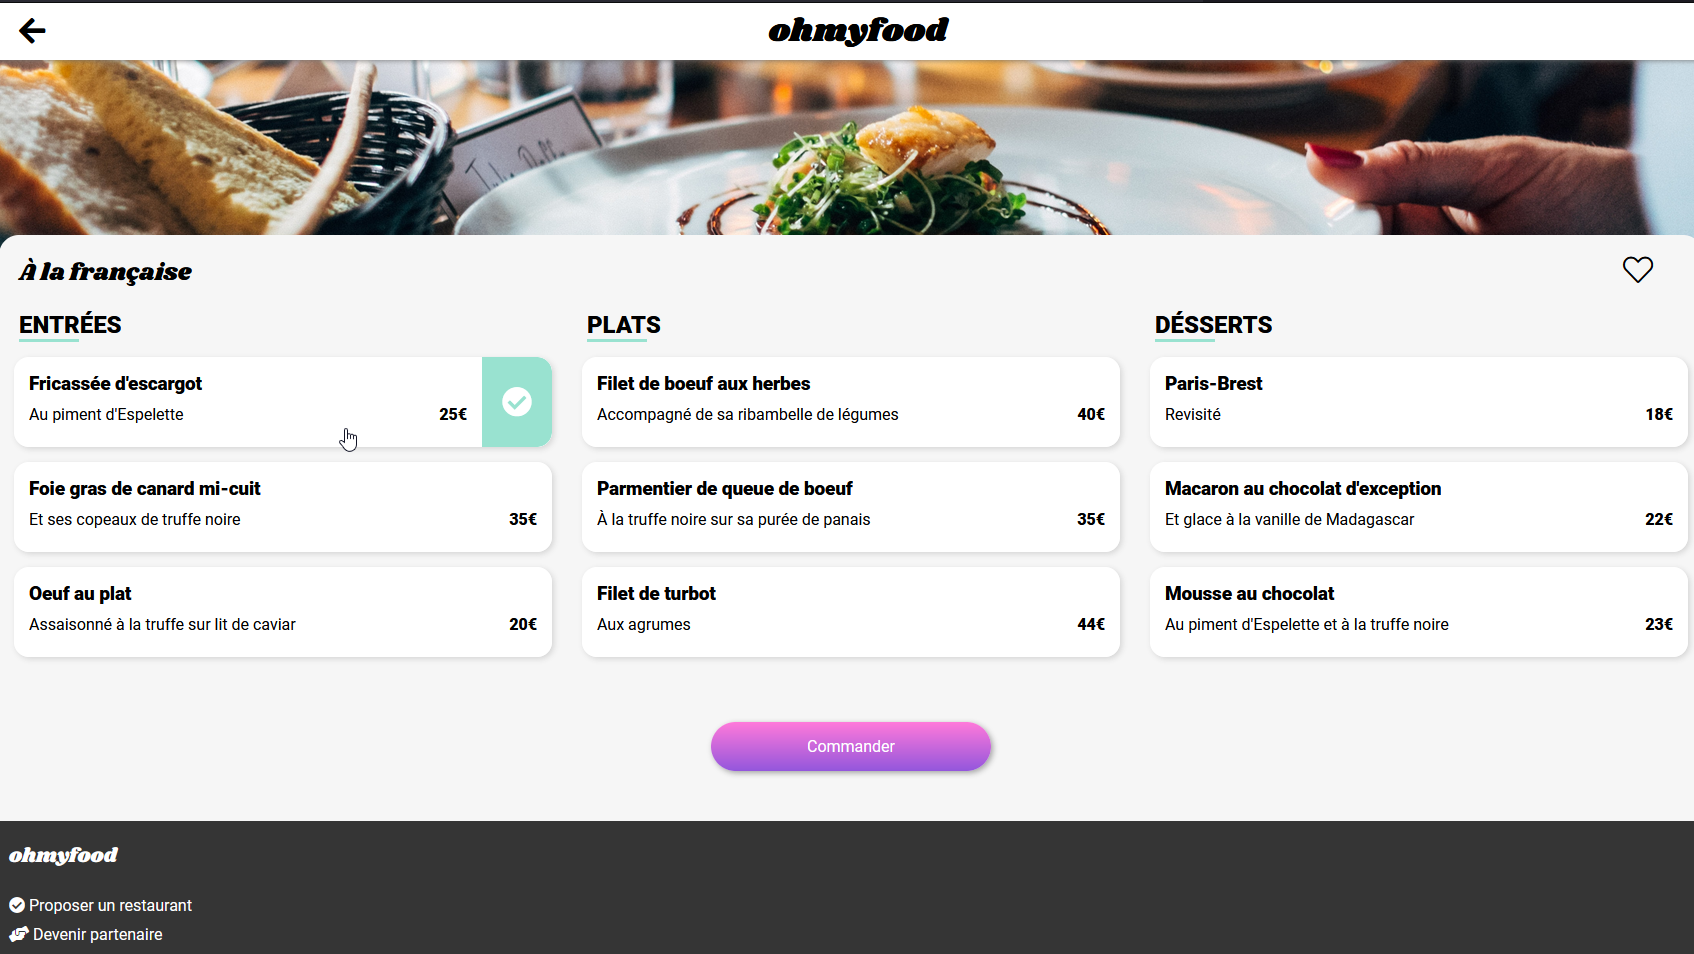 ohmyfood
À la française
ENTRÉES
Fricassée d'escargot
Au piment d'Espelette 25€
Foie gras de canard mi-cuit
Et ses copeaux de truffe noire 35€
Oeuf au plat
Assaisonné à la truffe sur lit de caviar 20€
PLATS
Filet de boeuf aux herbes
Accompagné de sa ribambelle de légumes 40€
Parmentier de queue de boeuf
À la truffe noire sur sa purée de panais 35€
Filet de turbot
Aux agrumes 44€
DÉSSERTS
Paris-Brest
Revisité 18€
Macaron au chocolat d'exception
Et glace à la vanille de Madagascar 22€
Mousse au chocolat
Au piment d'Espelette et à la truffe noire 23€
Commander
ohmyfood
Proposer un restaurant
Devenir partenaire